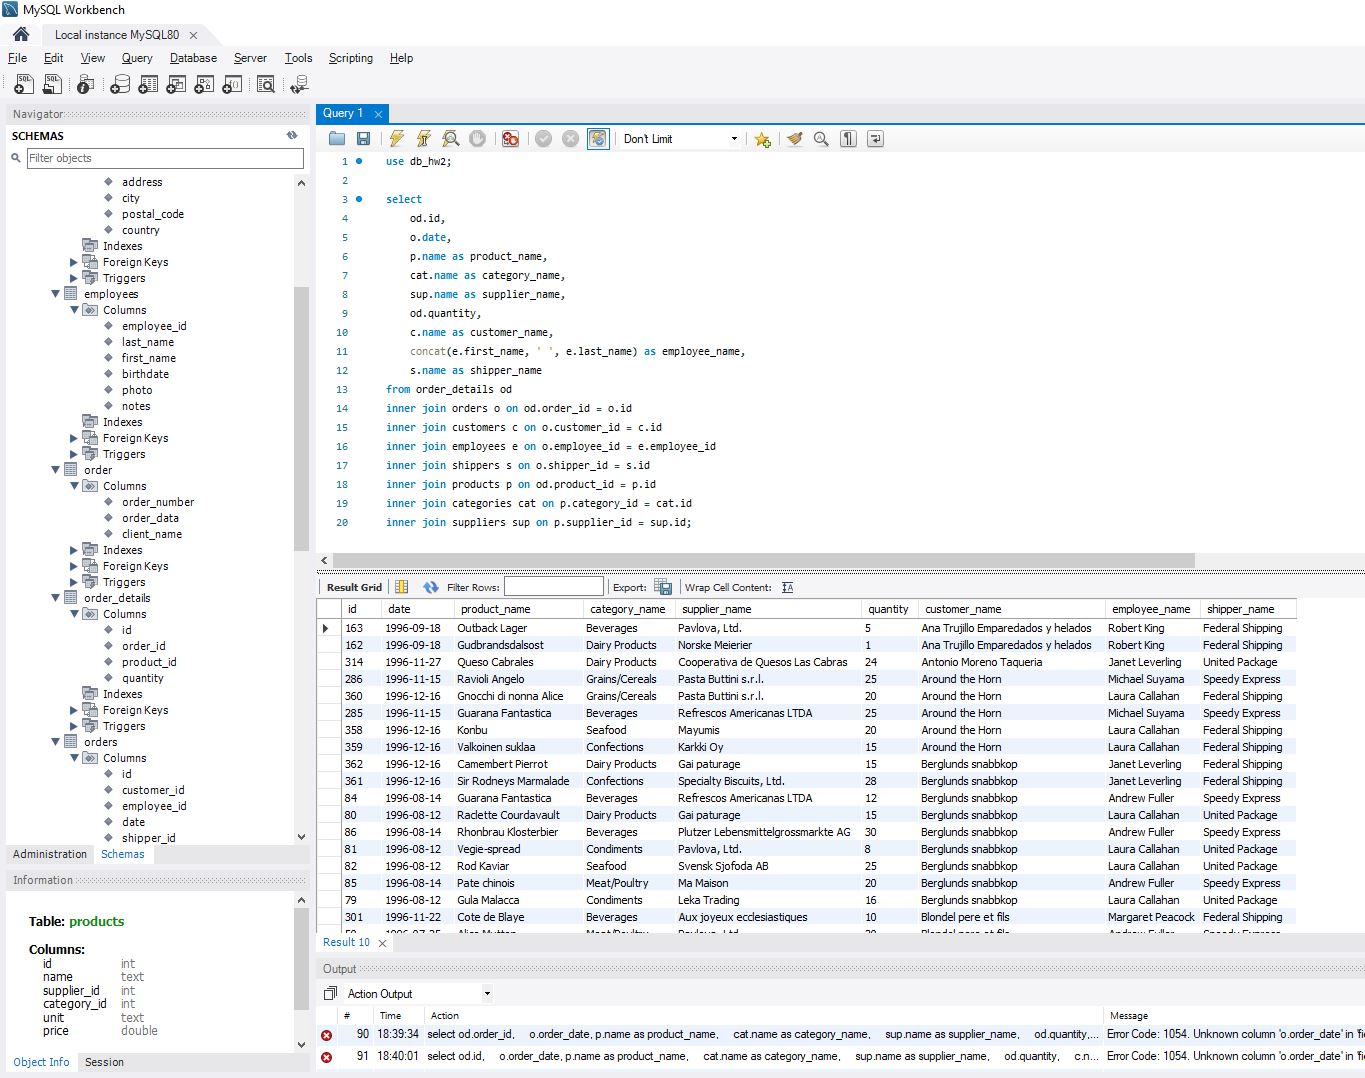 MySQL Workbench
Local instance MySQL80
File Edit View Query Database Server Tools Scripting Help
Navigator
SCHEMAS
Filter objects
address
city
postal_code
country
Indexes
Foreign Keys
Triggers
employees
Columns
employee_id
last_name
first_name
birthdate
photo
notes
Indexes
Foreign Keys
Triggers
order
Columns
order_number
order_data
client_name
Indexes
Foreign Keys
Triggers
order_details
Columns
id
order_id
product_id
quantity
Indexes
Foreign Keys
Triggers
orders
Columns
id
customer_id
employee_id
date
shipper_id
Administration Schemas
Information
Table: products
Columns:
id int
name text
supplier_id int
category_id int
unit text
price double
Object Info Session
Query 1
Don't Limit
1 use db_hw2;
2
3 select
4 od.id,
5 o.date,
6 p.name as product_name,
7 cat.name as category_name,
8 sup.name as supplier_name,
9 od.quantity,
10 c.name as customer_name,
11 concat(e.first_name, ' ', e.last_name) as employee_name,
12 s.name as shipper_name
13 from order_details od
14 inner join orders o on od.order_id = o.id
15 inner join customers c on o.customer_id = c.id
16 inner join employees e on o.employee_id = e.employee_id
17 inner join shippers s on o.shipper_id = s.id
18 inner join products p on od.product_id = p.id
19 inner join categories cat on p.category_id = cat.id
20 inner join suppliers sup on p.supplier_id = sup.id;
Result Grid Filter Rows: Export: Wrap Cell Content:
id date product_name category_name supplier_name quantity customer_name employee_name shipper_name
163 1996-09-18 Outback Lager Beverages Pavlova, Ltd. 5 Ana Trujillo Emparedados y helados Robert King Federal Shipping
162 1996-09-18 Gudbrandsdalsost Dairy Products Norske Meierier 1 Ana Trujillo Emparedados y helados Robert King Federal Shipping
314 1996-11-27 Queso Cabrales Dairy Products Cooperativa de Quesos Las Cabras 24 Antonio Moreno Taqueria Janet Leverling United Package
286 1996-11-15 Ravioli Angelo Grains/Cereals Pasta Buttini s.r.l. 25 Around the Horn Michael Suyama Speedy Express
360 1996-12-16 Gnocchi di nonna Alice Grains/Cereals Pasta Buttini s.r.l. 20 Around the Horn Laura Callahan Federal Shipping
285 1996-11-15 Guarana Fantastica Beverages Refrescos Americanas LTDA 25 Around the Horn Michael Suyama Speedy Express
358 1996-12-16 Konbu Seafood Mayumis 20 Around the Horn Laura Callahan Federal Shipping
359 1996-12-16 Valkoinen suklaa Confections Karkki Oy 15 Around the Horn Laura Callahan Federal Shipping
362 1996-12-16 Camembert Pierrot Dairy Products Gai paturage 15 Berglunds snabbkop Janet Leverling Federal Shipping
361 1996-12-16 Sir Rodneys Marmalade Confections Specialty Biscuits, Ltd. 28 Berglunds snabbkop Janet Leverling Federal Shipping
84 1996-08-14 Guarana Fantastica Beverages Refrescos Americanas LTDA 12 Berglunds snabbkop Andrew Fuller Speedy Express
80 1996-08-12 Raclette Courdavault Dairy Products Gai paturage 15 Berglunds snabbkop Laura Callahan United Package
86 1996-08-14 Rhonbrau Klosterbier Beverages Plutzer Lebensmittelgrossmarkte AG 30 Berglunds snabbkop Andrew Fuller Speedy Express
81 1996-08-12 Vegie-spread Condiments Pavlova, Ltd. 8 Berglunds snabbkop Laura Callahan United Package
82 1996-08-12 Rod Kaviar Seafood Svensk Sjofoda AB 25 Berglunds snabbkop Laura Callahan United Package
85 1996-08-14 Pate chinois Meat/Poultry Ma Maison 20 Berglunds snabbkop Andrew Fuller Speedy Express
79 1996-08-12 Gula Malacca Condiments Leka Trading 16 Berglunds snabbkop Laura Callahan United Package
301 1996-11-22 Cote de Blaye Beverages Aux joyeux ecclesiastiques 10 Blondel pere et fils Margaret Peacock Federal Shipping
Result 10
Output
Action Output
# Time Action Message
90 18:39:34 select od.order_id, o.order_date, p.name as product_name, cat.name as category_name, sup.name as supplier_name, od.quantity,... Error Code: 1054. Unknown column 'o.order_date' in 'fie
91 18:40:01 select od.id, o.order_date, p.name as product_name, cat.name as category_name, sup.name as supplier_name, od.quantity, c.n... Error Code: 1054. Unknown column 'o.order_date' in 'fie